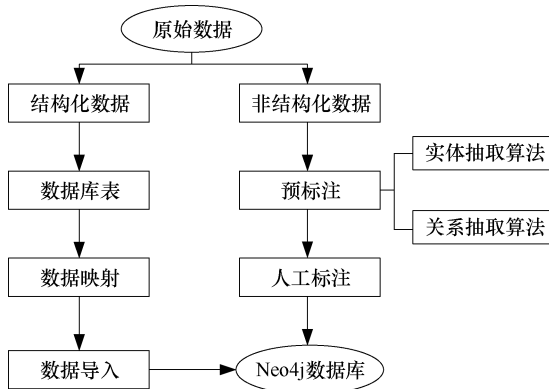 原始数据
结构化数据
非结构化数据
实体抽取算法
数据库表
预标注
关系抽取算法
数据映射
人工标注
数据导入
Neo4j数据库